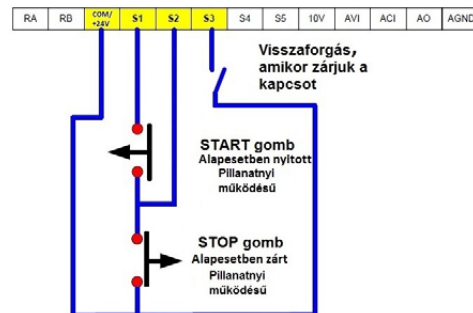 RA RB COM/ +24V S1 S2 S3 S4 S5 10V AVI ACI AO AGND
Visszaforgás,
amikor zárjuk a
kapcsot
START gomb
Alapesetben nyitott
Pillanatnyi
működésű
STOP gomb
Alapesetben zárt
Pillanatnyi
működésű